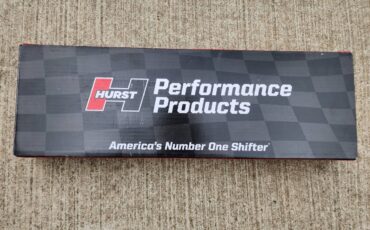 HURST
Performance
Products
America's Number One Shifter